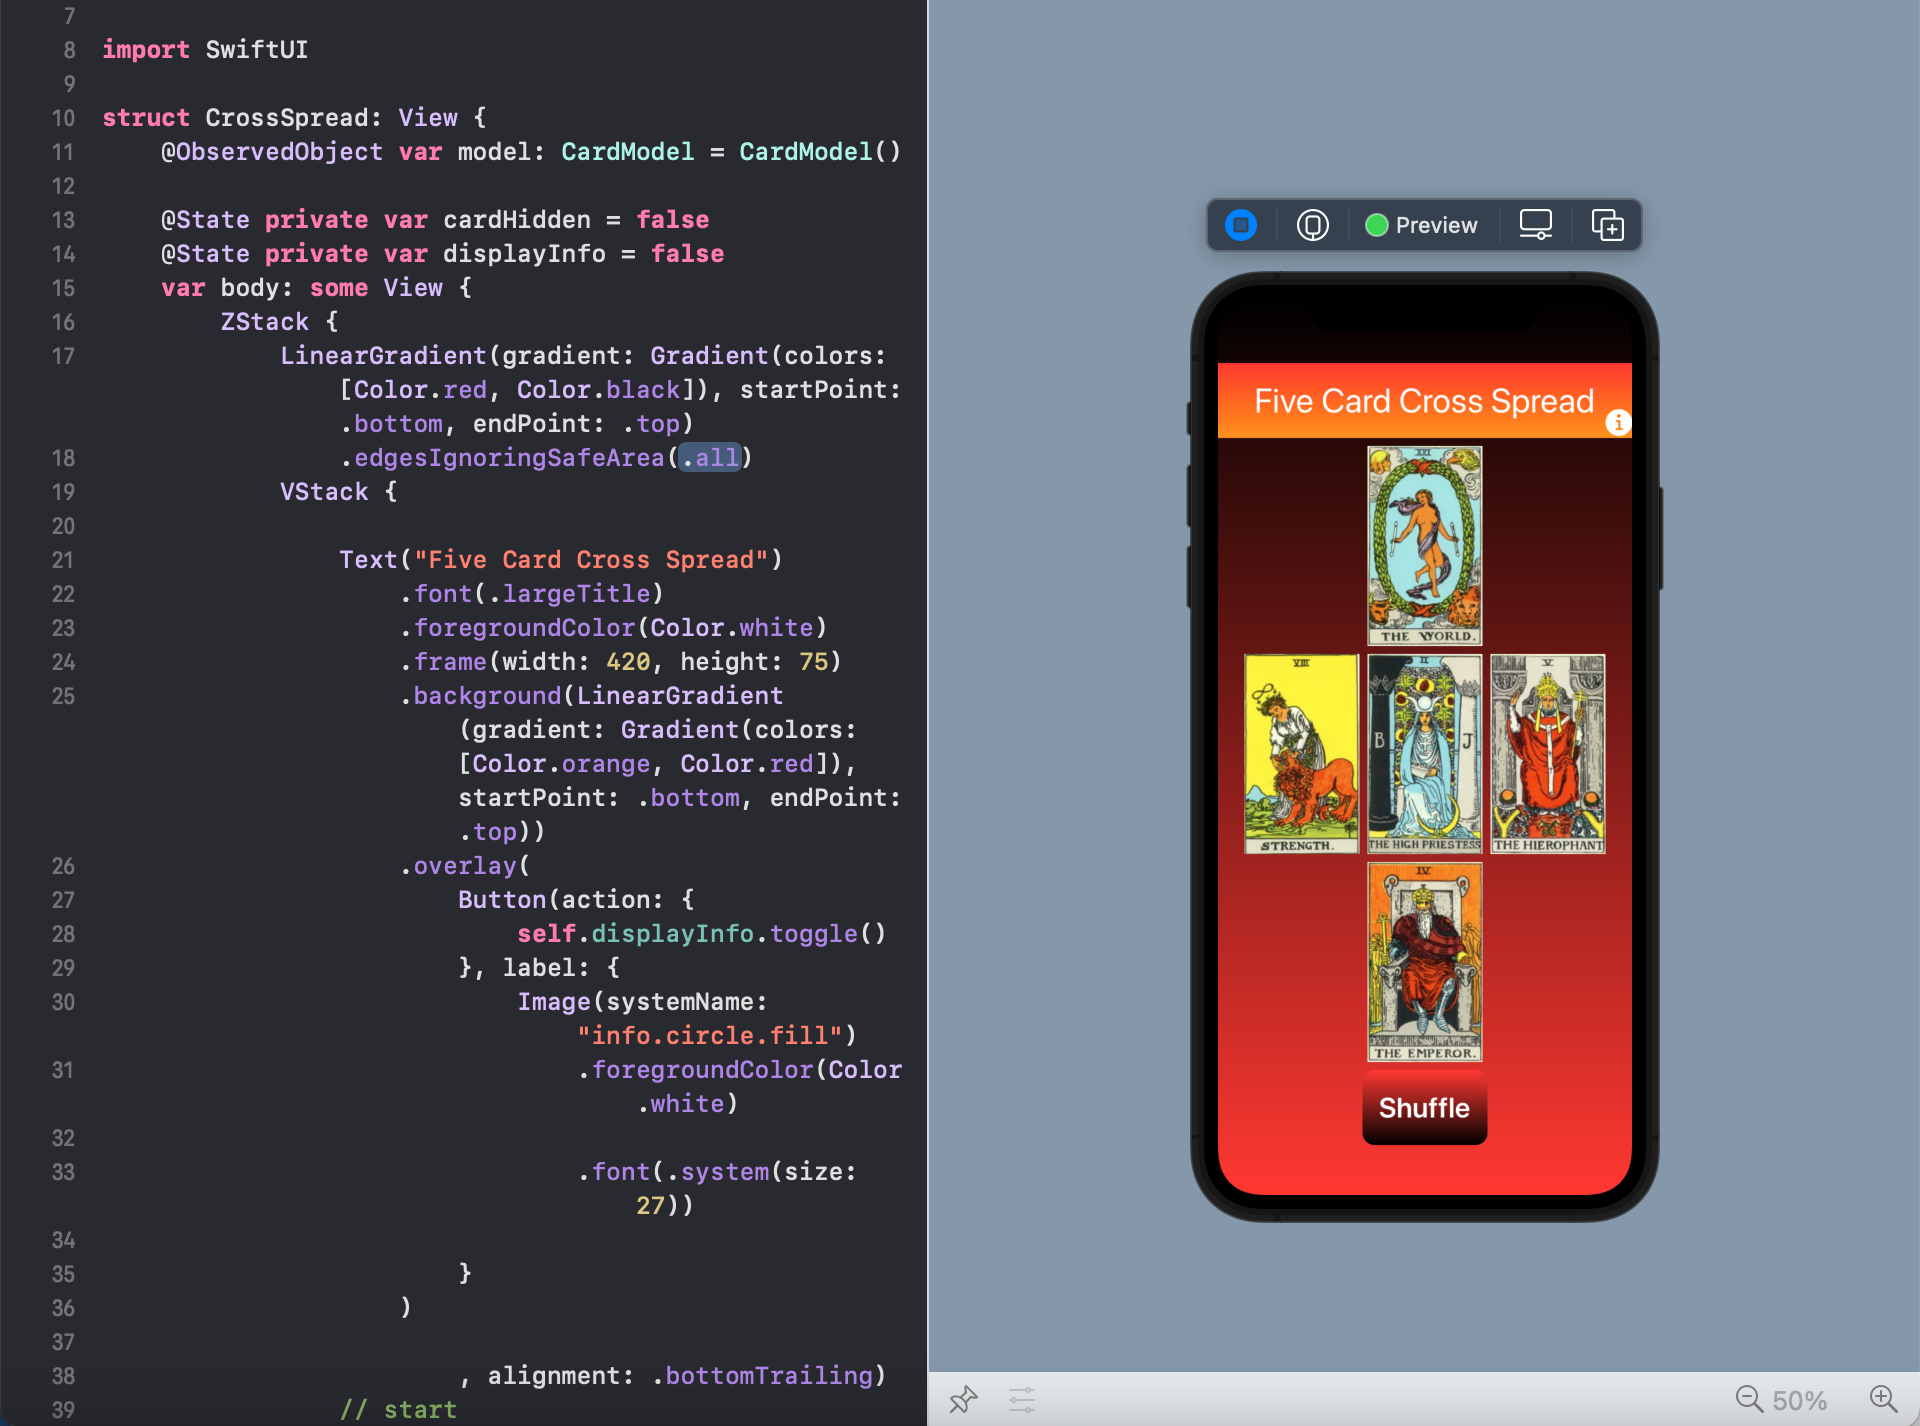 7
8 import SwiftUI
9
10 struct CrossSpread: View {
11 @ObservedObject var model: CardModel = CardModel()
12
13 @State private var cardHidden = false
14 @State private var displayInfo = false
15 var body: some View {
16 ZStack {
17 LinearGradient(gradient: Gradient(colors:
[Color.red, Color.black]), startPoint:
.bottom, endPoint: .top)
18 .edgesIgnoringSafeArea(.all)
19 VStack {
20
21 Text("Five Card Cross Spread")
22 .font(.largeTitle)
23 .foregroundColor(Color.white)
24 .frame(width: 420, height: 75)
25 .background(LinearGradient
(gradient: Gradient(colors:
[Color.orange, Color.red]),
startPoint: .bottom, endPoint:
.top))
26 .overlay(
27 Button(action: {
28 self.displayInfo.toggle()
29 }, label: {
30 Image(systemName:
"info.circle.fill")
31 .foregroundColor(Color
.white)
32
33 .font(.system(size:
27))
34
35 }
36 )
37
38 , alignment: .bottomTrailing)
39 // start
Preview
Five Card Cross Spread
i
XXI
THE WORLD.
VIII
STRENGTH.
II
B J
THE HIGH PRIESTESS
V
THE HIEROPHANT
IV
THE EMPEROR.
Shuffle
50%